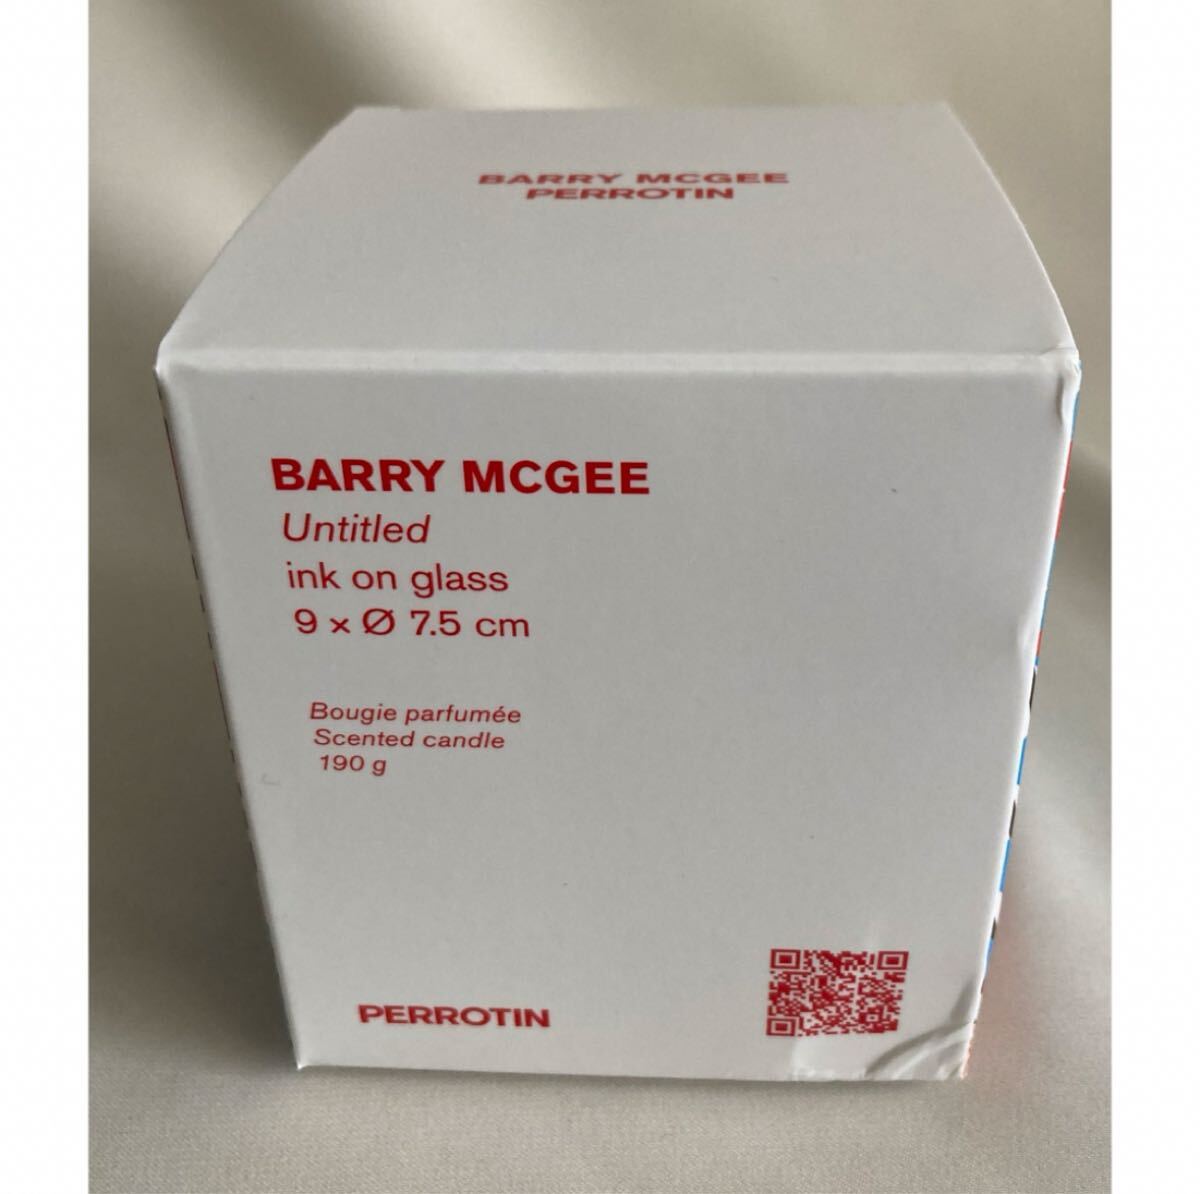 BARRY MCGEE
PERROTIN
BARRY MCGEE
Untitled
ink on glass
9 x Ø 7.5 cm
Bougie parfumée
Scented candle
190 g
PERROTIN